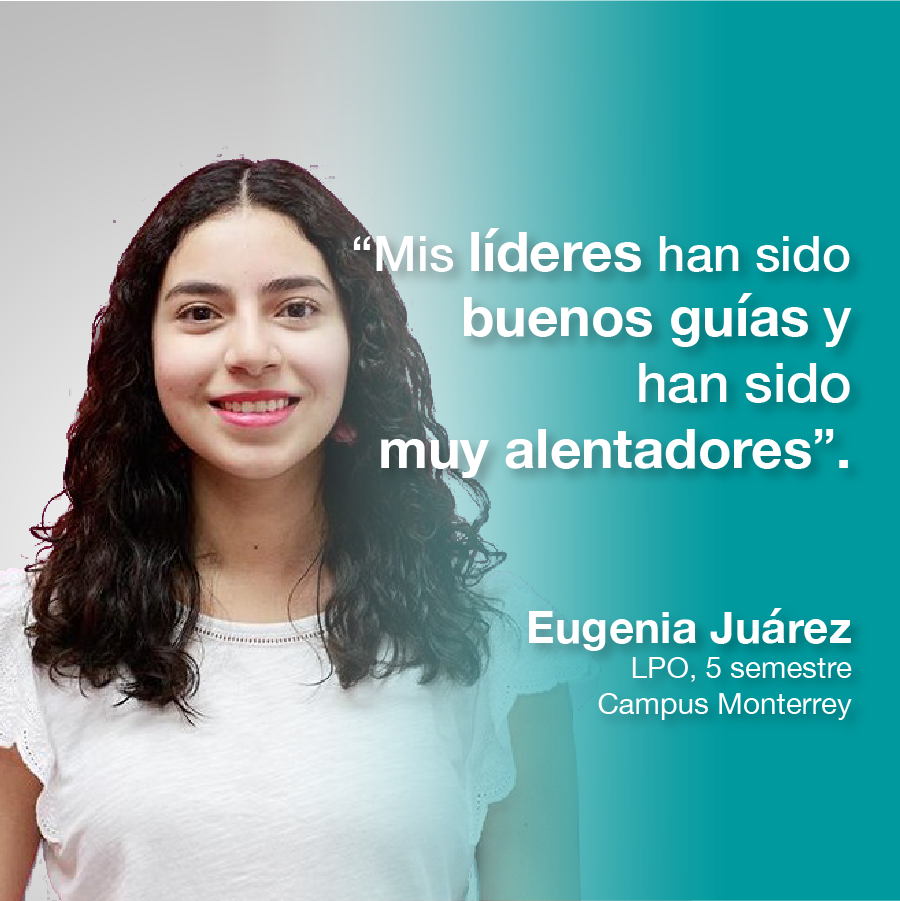 “Mis líderes han sido
buenos guías y
han sido
muy alentadores”.
Eugenia Juárez
LPO, 5 semestre
Campus Monterrey